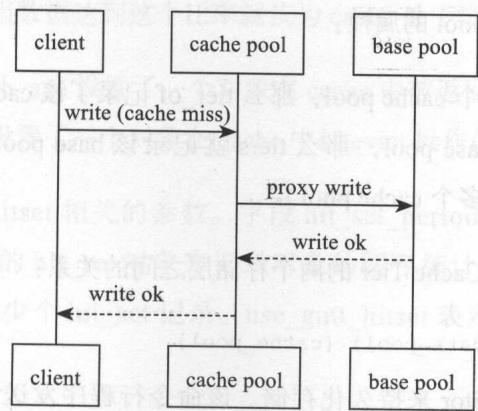 client cache pool base pool
write (cache miss)
proxy write
write ok
write ok
client cache pool base pool